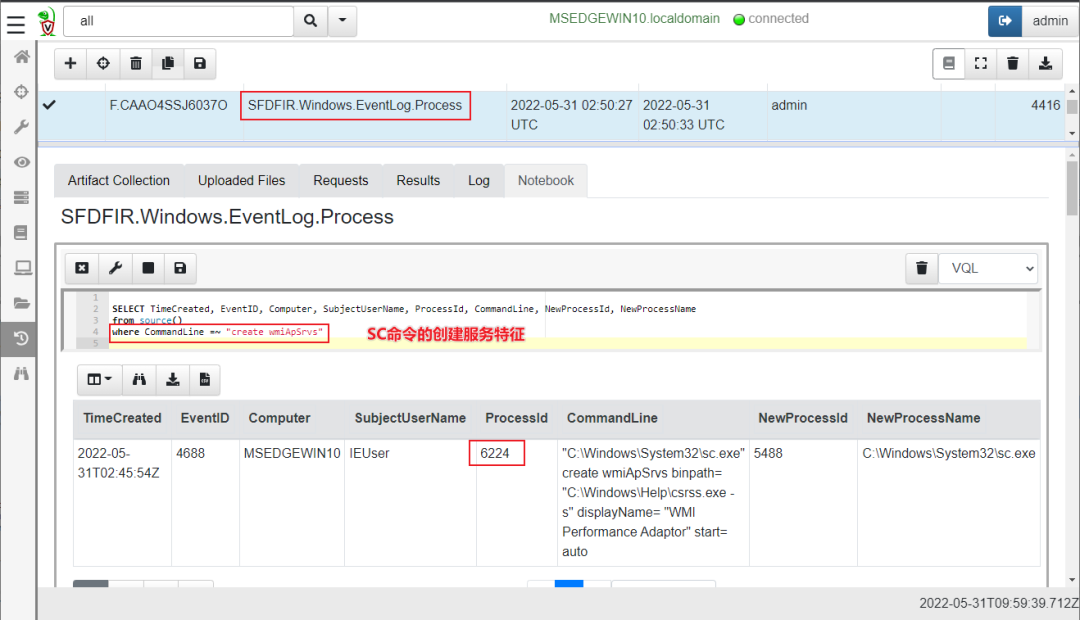 all
MSEDGEWIN10.localdomain
connected
admin
F.CAAO4SSJ6037O
SFDFIR.Windows.EventLog.Process
2022-05-31 02:50:27
UTC
2022-05-31
02:50:33 UTC
admin
4416
Artifact Collection
Uploaded Files
Requests
Results
Log
Notebook
SFDFIR.Windows.EventLog.Process
VQL
1
2 SELECT TimeCreated, EventID, Computer, SubjectUserName, ProcessId, CommandLine, NewProcessId, NewProcessName
3 from source()
4 where CommandLine =~ "create wmiApSrvs"
5
SC命令的创建服务特征
TimeCreated EventID Computer SubjectUserName ProcessId CommandLine NewProcessId NewProcessName
2022-05-
31T02:45:54Z
4688
MSEDGEWIN10
IEUser
6224
"C:\Windows\System32\sc.exe"
create wmiApSrvs binpath=
"C:\Windows\Help\csrss.exe -
s" displayName= "WMI
Performance Adaptor" start=
auto
5488
C:\Windows\System32\sc.exe
2022-05-31T09:59:39.712Z